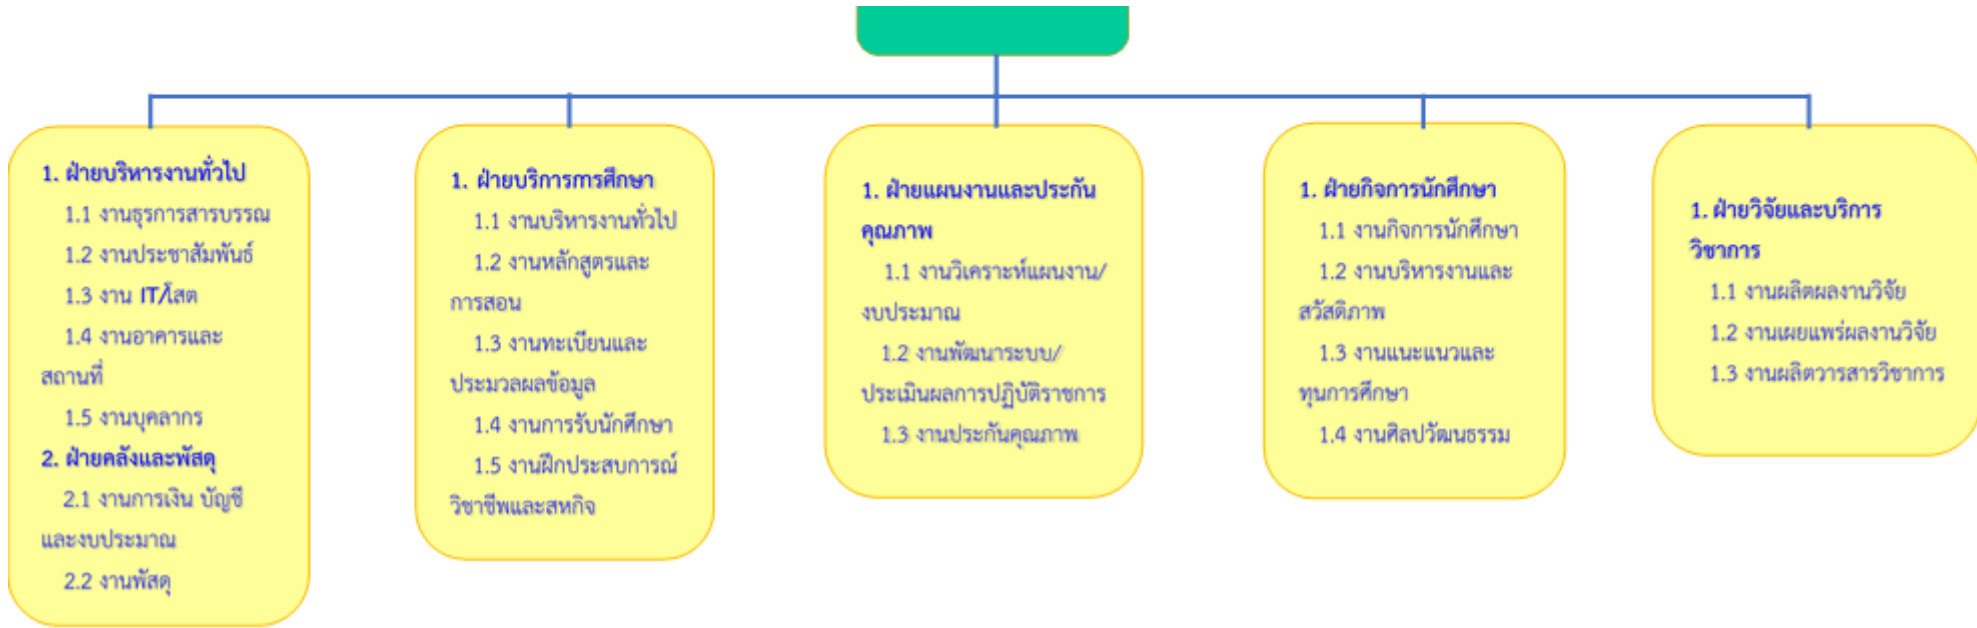 1. ฝ่ายบริหารงานทั่วไป
1.1 งานธุรการสารบรรณ
1.2 งานประชาสัมพันธ์
1.3 งาน IT/โสต
1.4 งานอาคารและ
สถานที่
1.5 งานบุคลากร
2. ฝ่ายคลังและพัสดุ
2.1 งานการเงิน บัญชี
และงบประมาณ
2.2 งานพัสดุ
1. ฝ่ายบริการการศึกษา
1.1 งานบริหารงานทั่วไป
1.2 งานหลักสูตรและ
การสอน
1.3 งานทะเบียนและ
ประมวลผลข้อมูล
1.4 งานการรับนักศึกษา
1.5 งานฝึกประสบการณ์
วิชาชีพและสหกิจ
1. ฝ่ายแผนงานและประกัน
คุณภาพ
1.1 งานวิเคราะห์แผนงาน/
งบประมาณ
1.2 งานพัฒนาระบบ/
ประเมินผลการปฏิบัติราชการ
1.3 งานประกันคุณภาพ
1. ฝ่ายกิจการนักศึกษา
1.1 งานกิจการนักศึกษา
1.2 งานบริหารงานและ
สวัสดิภาพ
1.3 งานแนะแนวและ
ทุนการศึกษา
1.4 งานศิลปวัฒนธรรม
1. ฝ่ายวิจัยและบริการ
วิชาการ
1.1 งานผลิตผลงานวิจัย
1.2 งานเผยแพร่ผลงานวิจัย
1.3 งานผลิตวารสารวิชาการ